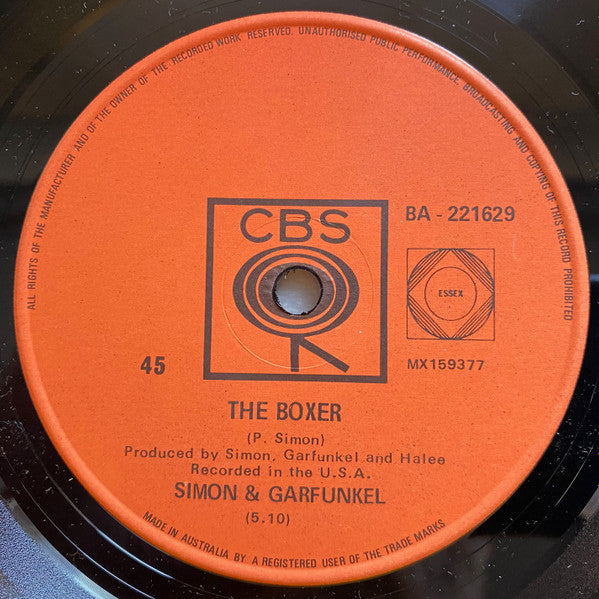 ALL RIGHTS OF THE MANUFACTURER AND OF THE OWNER OF THE RECORDED WORK RESERVED. UNAUTHORISED PUBLIC PERFORMANCE, BROADCASTING AND COPYING OF THIS RECORD PROHIBITED
CBS
BA - 221629
ESSEX
45
MX159377
THE BOXER
(P. Simon)
Produced by Simon, Garfunkel and Halee
Recorded in the U.S.A.
SIMON & GARFUNKEL
(5.10)
MADE IN AUSTRALIA BY A REGISTERED USER OF THE TRADE MARKS